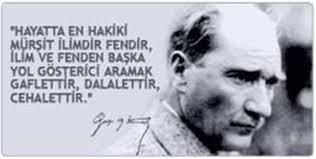 "HAYATTA EN HAKİKİ
MÜRŞİT İLİMDİR FENDİR,
İLİM VE FENDEN BAŞKA
YOL GÖSTERİCİ ARAMAK
GAFLETTİR, DALALETTİR,
CEHALETTİR."